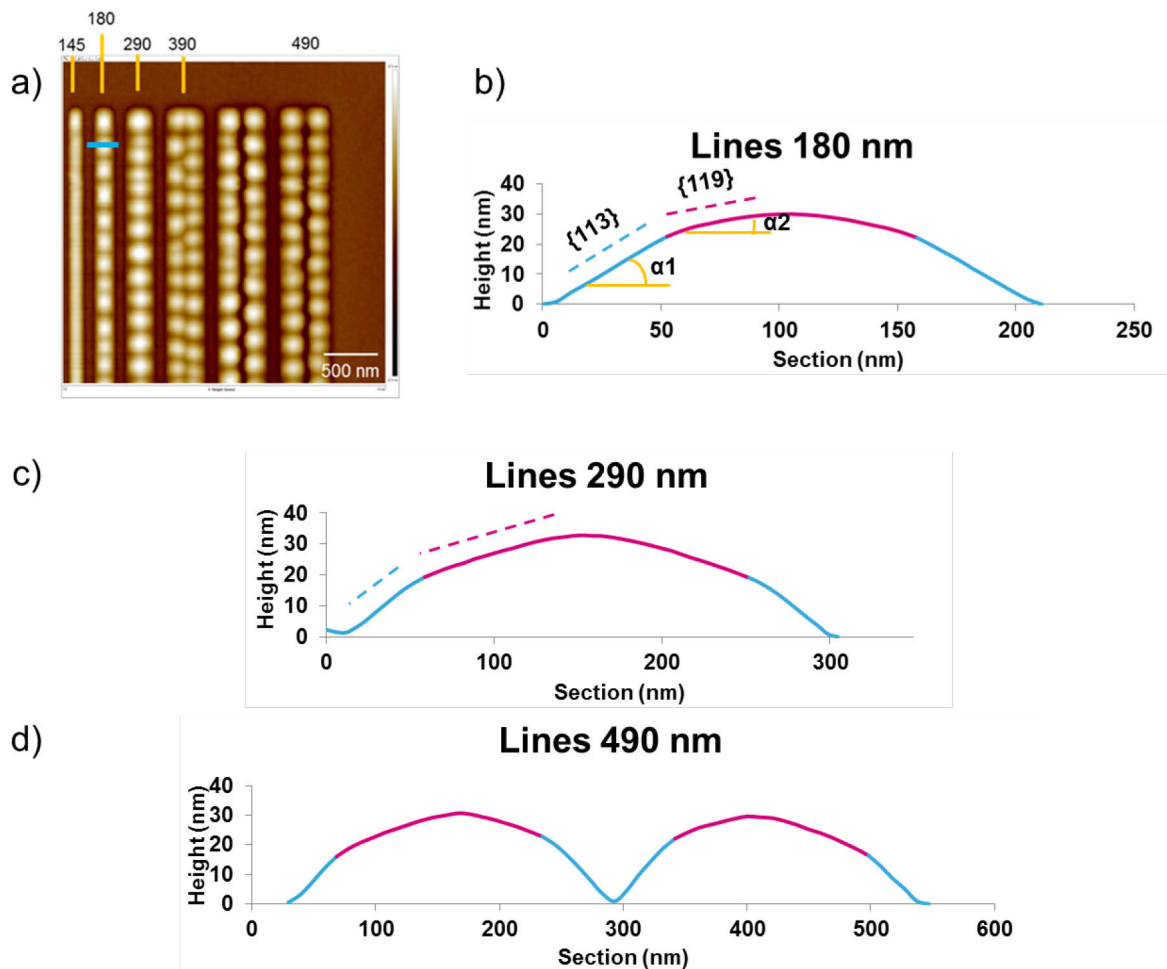 a)
180
145 290 390 490
500 nm
b)
Lines 180 nm
Height (nm)
40
30
20
10
0
{113}
{119}
α1
α2
0 50 100 150 200 250
Section (nm)
c)
Lines 290 nm
Height (nm)
40
30
20
10
0
0 100 200 300
Section (nm)
d)
Lines 490 nm
Height (nm)
40
30
20
10
0
0 100 200 300 400 500 600
Section (nm)